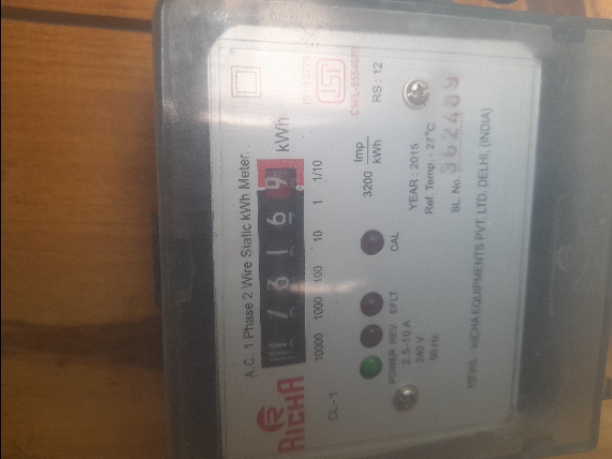 A.C. 1 Phase 2 Wire Static kWh Meter.
kWh
10000 1000 100 10 1 1/10
RICHA
CL-1
POWER REV. EFLT CAL
3200 Imp
kWh
RS : 12
2.5-10 A
240 V.
50 Hz.
YEAR : 2015
Ref. Temp. - 27°C
SL. No. 362489
RICHA EQUIPMENTS PVT. LTD. DELHI, (INDIA)